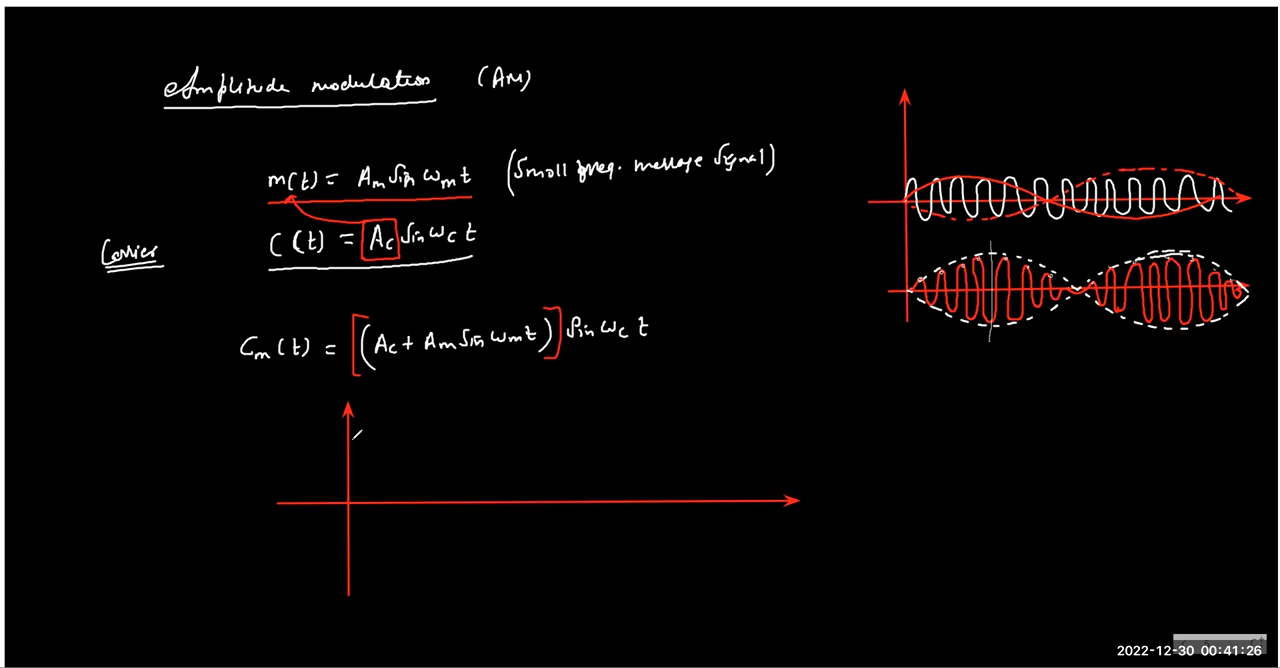 Amplitude modulation (AM)
m(t) = Am Sin ωm t (Small freq. message Signal)
Carrier C(t) = Ac Sin ωc t
Cm(t) = [(Ac + Am Sin ωm t)] Sin ωc t
2022-12-30 00:41:26